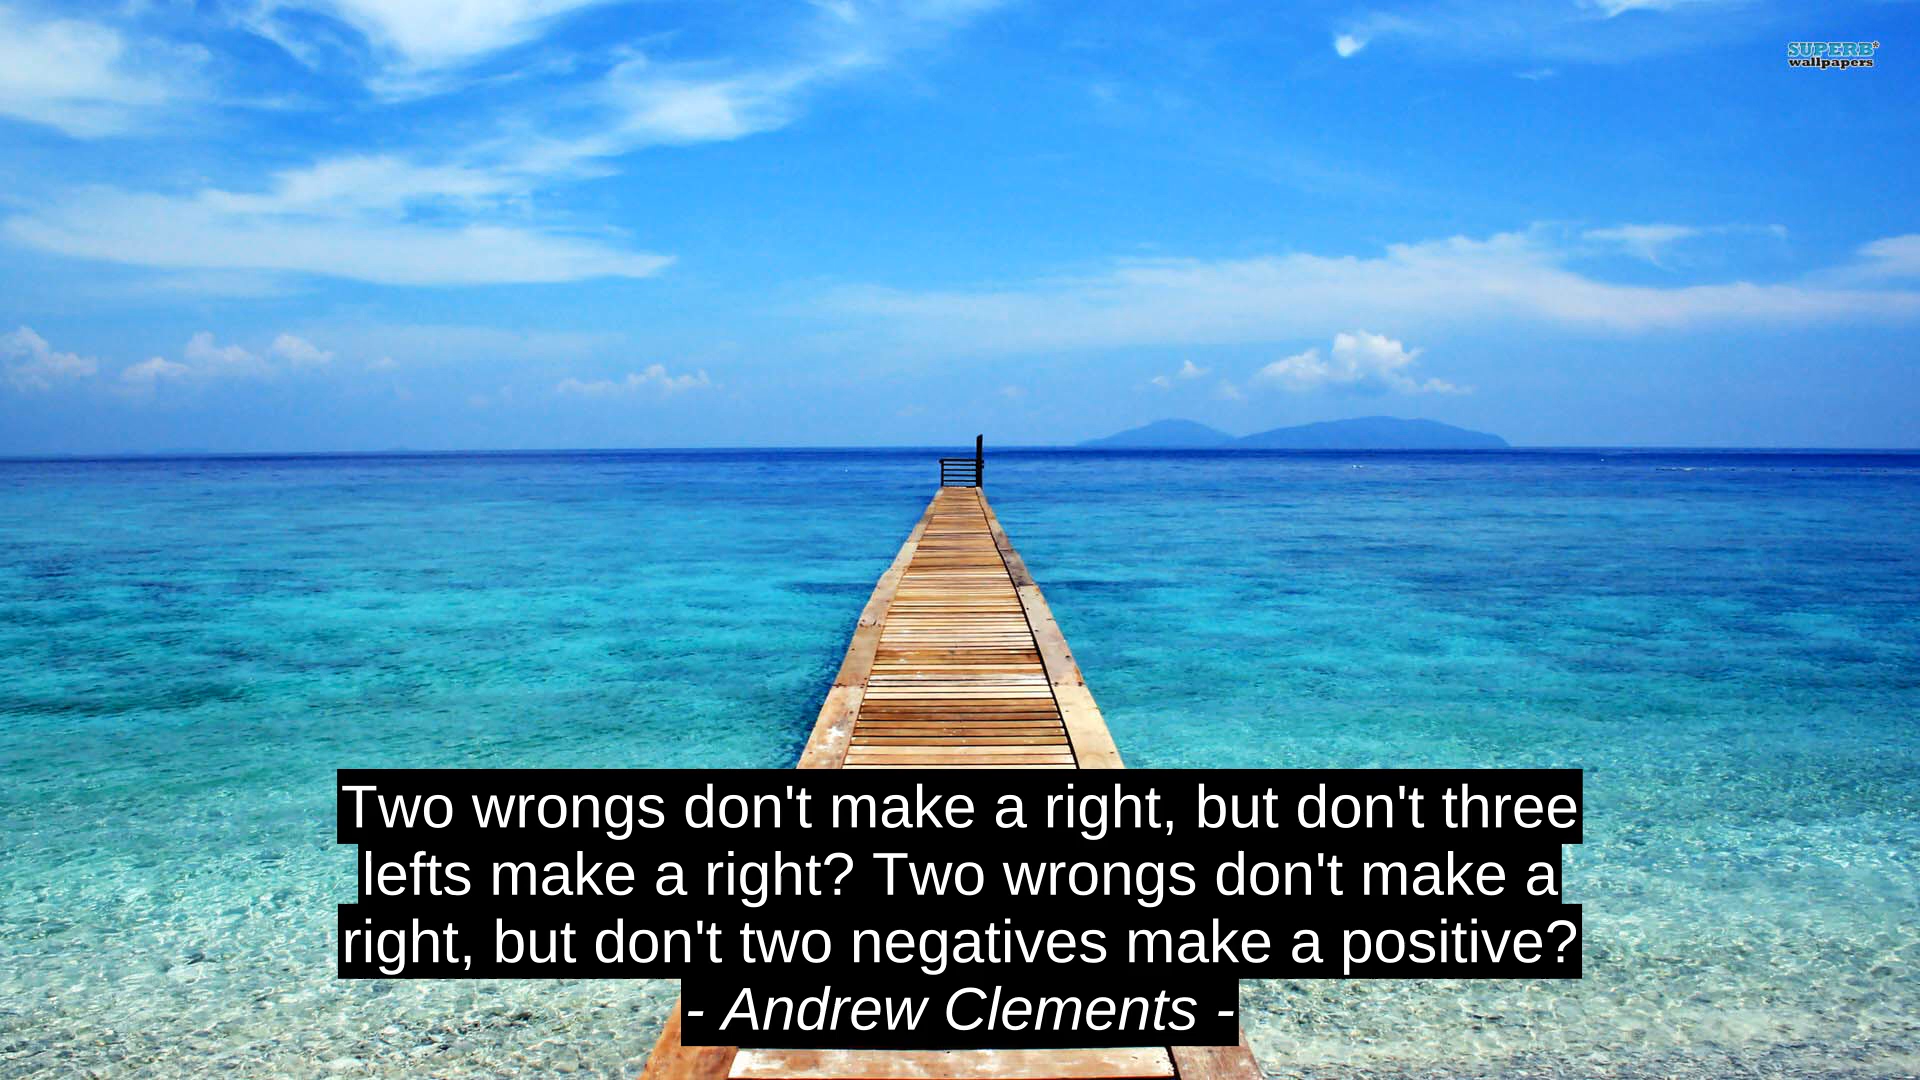 SUPERB*
wallpapers
Two wrongs don't make a right, but don't three
lefts make a right? Two wrongs don't make a
right, but don't two negatives make a positive?
- Andrew Clements -